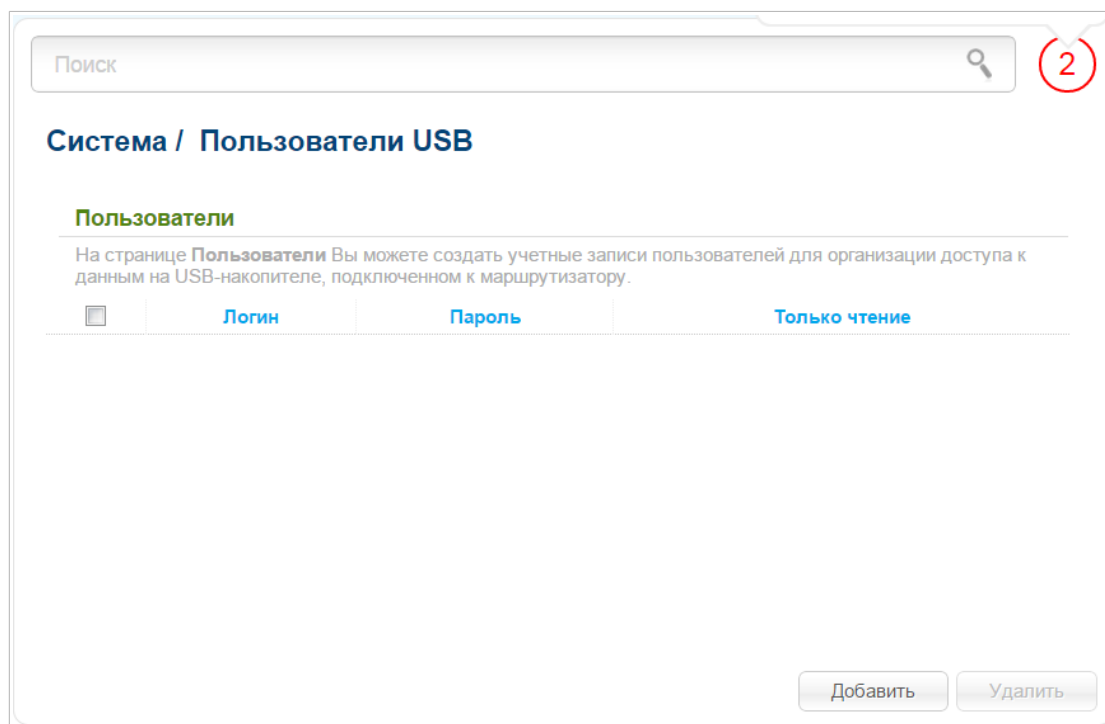 Поиск
2
Система / Пользователи USB
Пользователи
На странице Пользователи Вы можете создать учетные записи пользователей для организации доступа к
данным на USB-накопителе, подключенном к маршрутизатору.
Логин Пароль Только чтение
Добавить Удалить